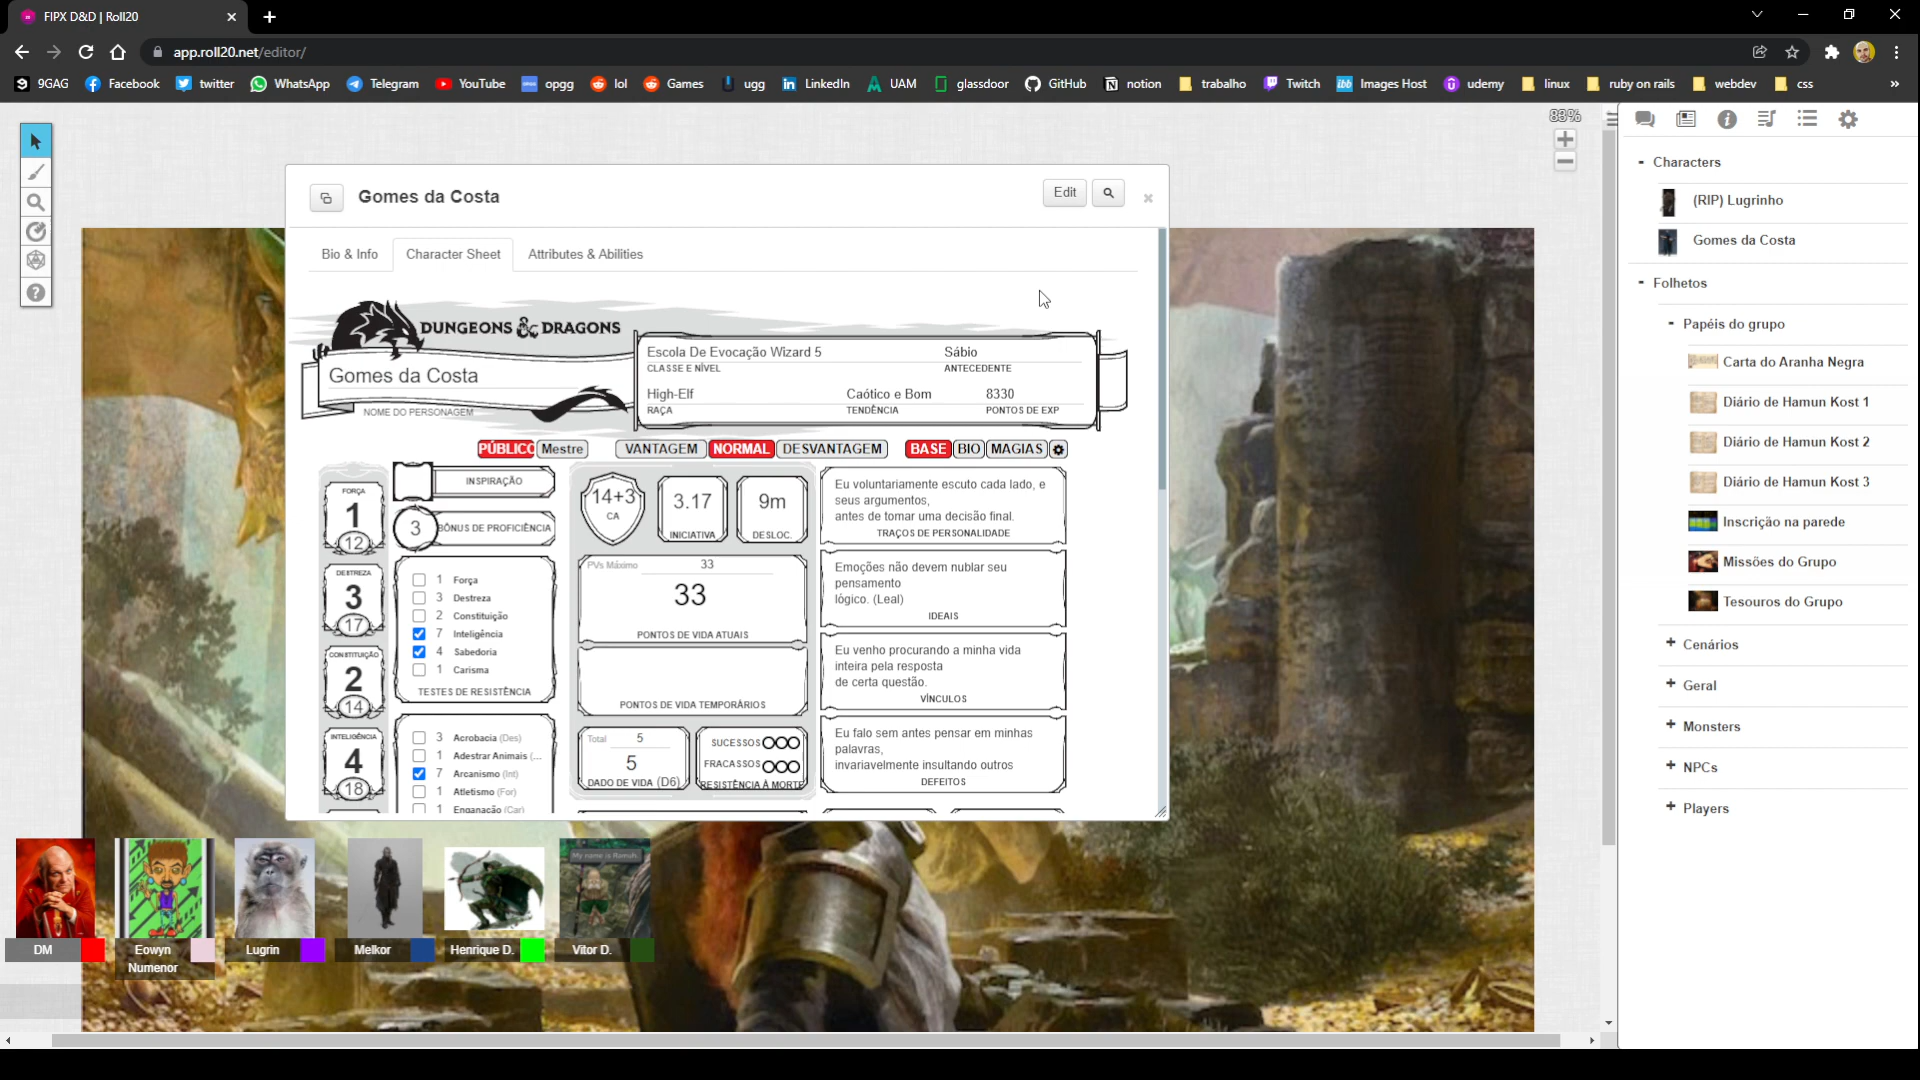 FIPX D&D | Roll20
app.roll20.net/editor/
9GAG Facebook twitter WhatsApp Telegram YouTube opgg lol Games ugg LinkedIn UAM glassdoor GitHub notion trabalho Twitch Images Host udemy linux ruby on rails webdev css »
83%
Gomes da Costa
Edit
Bio & Info
Character Sheet
Attributes & Abilities
DUNGEONS & DRAGONS
Gomes da Costa
NOME DO PERSONAGEM
Escola De Evocação Wizard 5
CLASSE E NÍVEL
Sábio
ANTECEDENTE
High-Elf
RAÇA
Caótico e Bom
TENDÊNCIA
8330
PONTOS DE EXP
PÚBLICO Mestre
VANTAGEM NORMAL DESVANTAGEM
BASE BIO MAGIAS
FORÇA
1
12
DESTREZA
3
17
CONSTITUIÇÃO
2
14
INTELIGÊNCIA
4
18
INSPIRAÇÃO
3
BÔNUS DE PROFICIÊNCIA
1 Força
3 Destreza
2 Constituição
7 Inteligência
4 Sabedoria
1 Carisma
TESTES DE RESISTÊNCIA
3 Acrobacia (Des)
1 Adestrar Animais (...
7 Arcanismo (Int)
1 Atletismo (For)
1 Enganação (Car)
14+3
CA
3.17
INICIATIVA
9m
DESLOC.
PVs Máximo 33
33
PONTOS DE VIDA ATUAIS
PONTOS DE VIDA TEMPORÁRIOS
Total 5
5
DADO DE VIDA (D6)
SUCESSOS
FRACASSOS
RESISTÊNCIA À MORTE
Eu voluntariamente escuto cada lado, e
seus argumentos,
antes de tomar uma decisão final.
TRAÇOS DE PERSONALIDADE
Emoções não devem nublar seu
pensamento
lógico. (Leal)
IDEAIS
Eu venho procurando a minha vida
inteira pela resposta
de certa questão.
VÍNCULOS
Eu falo sem antes pensar em minhas
palavras,
invariavelmente insultando outros
DEFEITOS
Characters
(RIP) Lugrinho
Gomes da Costa
Folhetos
Papéis do grupo
Carta do Aranha Negra
Diário de Hamun Kost 1
Diário de Hamun Kost 2
Diário de Hamun Kost 3
Inscrição na parede
Missões do Grupo
Tesouros do Grupo
Cenários
Geral
Monsters
NPCs
Players
My name is Ramsh.
DM
Eowyn
Numenor
Lugrin
Melkor
Henrique D.
Vitor D.